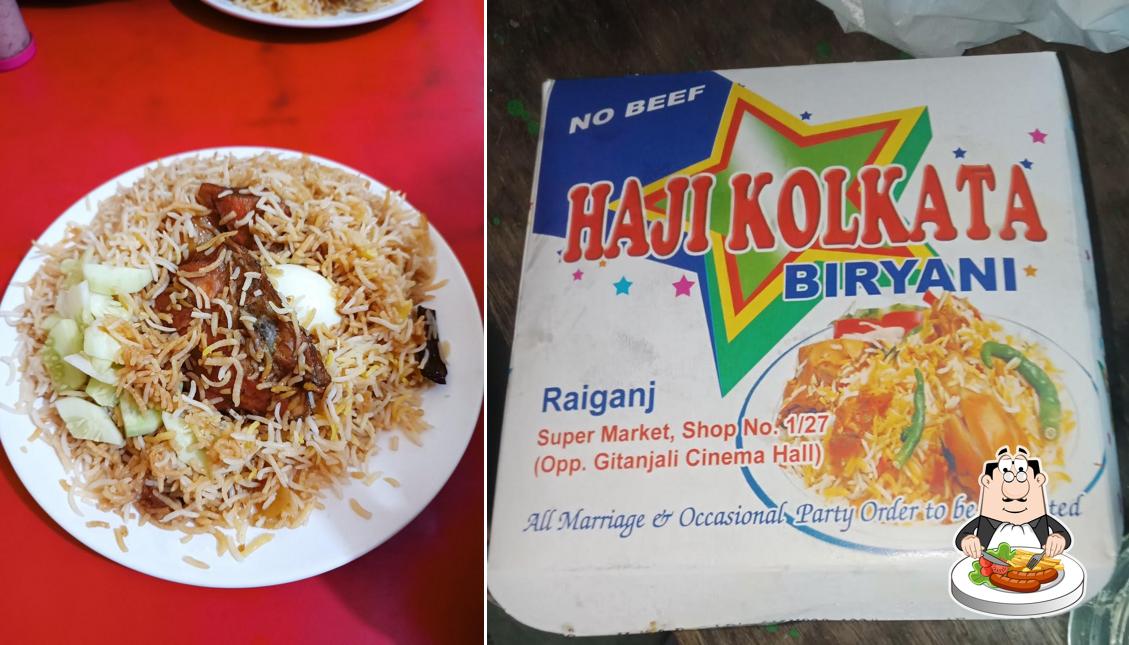 NO BEEF
HAJI KOLKATA
BIRYANI
Raiganj
Super Market, Shop No. 1/27
(Opp. Gitanjali Cinema Hall)
All Marriage & Occasional Party Order to be